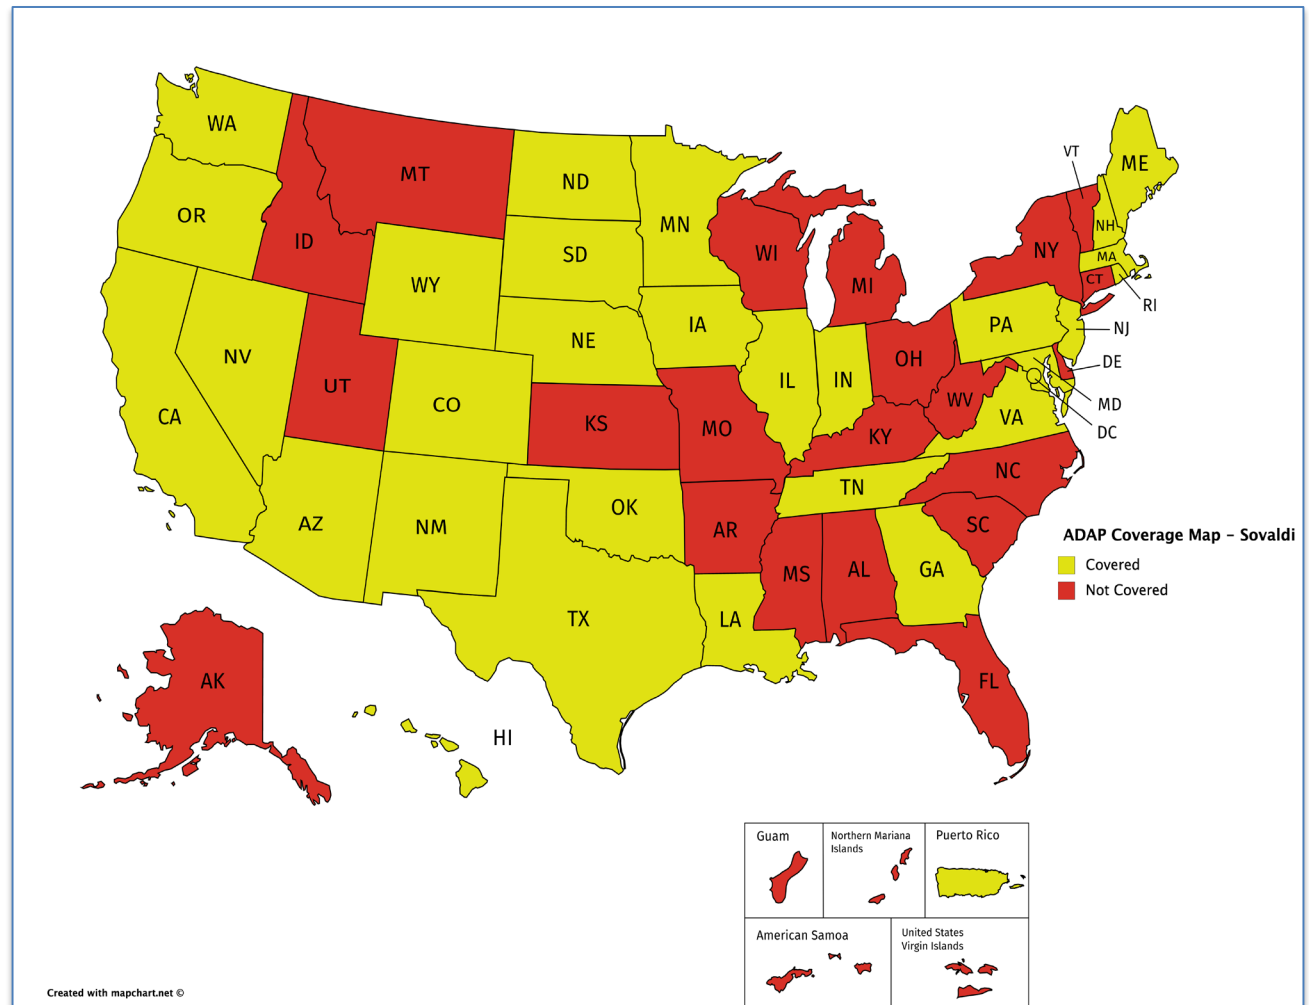 WA
MT
ND
MN
VT
ME
OR
ID
SD
WI
NY
NH
MA
WY
MI
CT
RI
NV
NE
IA
PA
NJ
UT
CO
IL
IN
OH
DE
CA
KS
MO
KY
WV
VA
MD
DC
AZ
NM
OK
TN
NC
AR
SC
MS
AL
GA
TX
LA
ADAP Coverage Map – Sovaldi
Covered
Not Covered
AK
HI
FL
Guam
Northern Mariana
Islands
Puerto Rico
American Samoa
United States
Virgin Islands
Created with mapchart.net ©